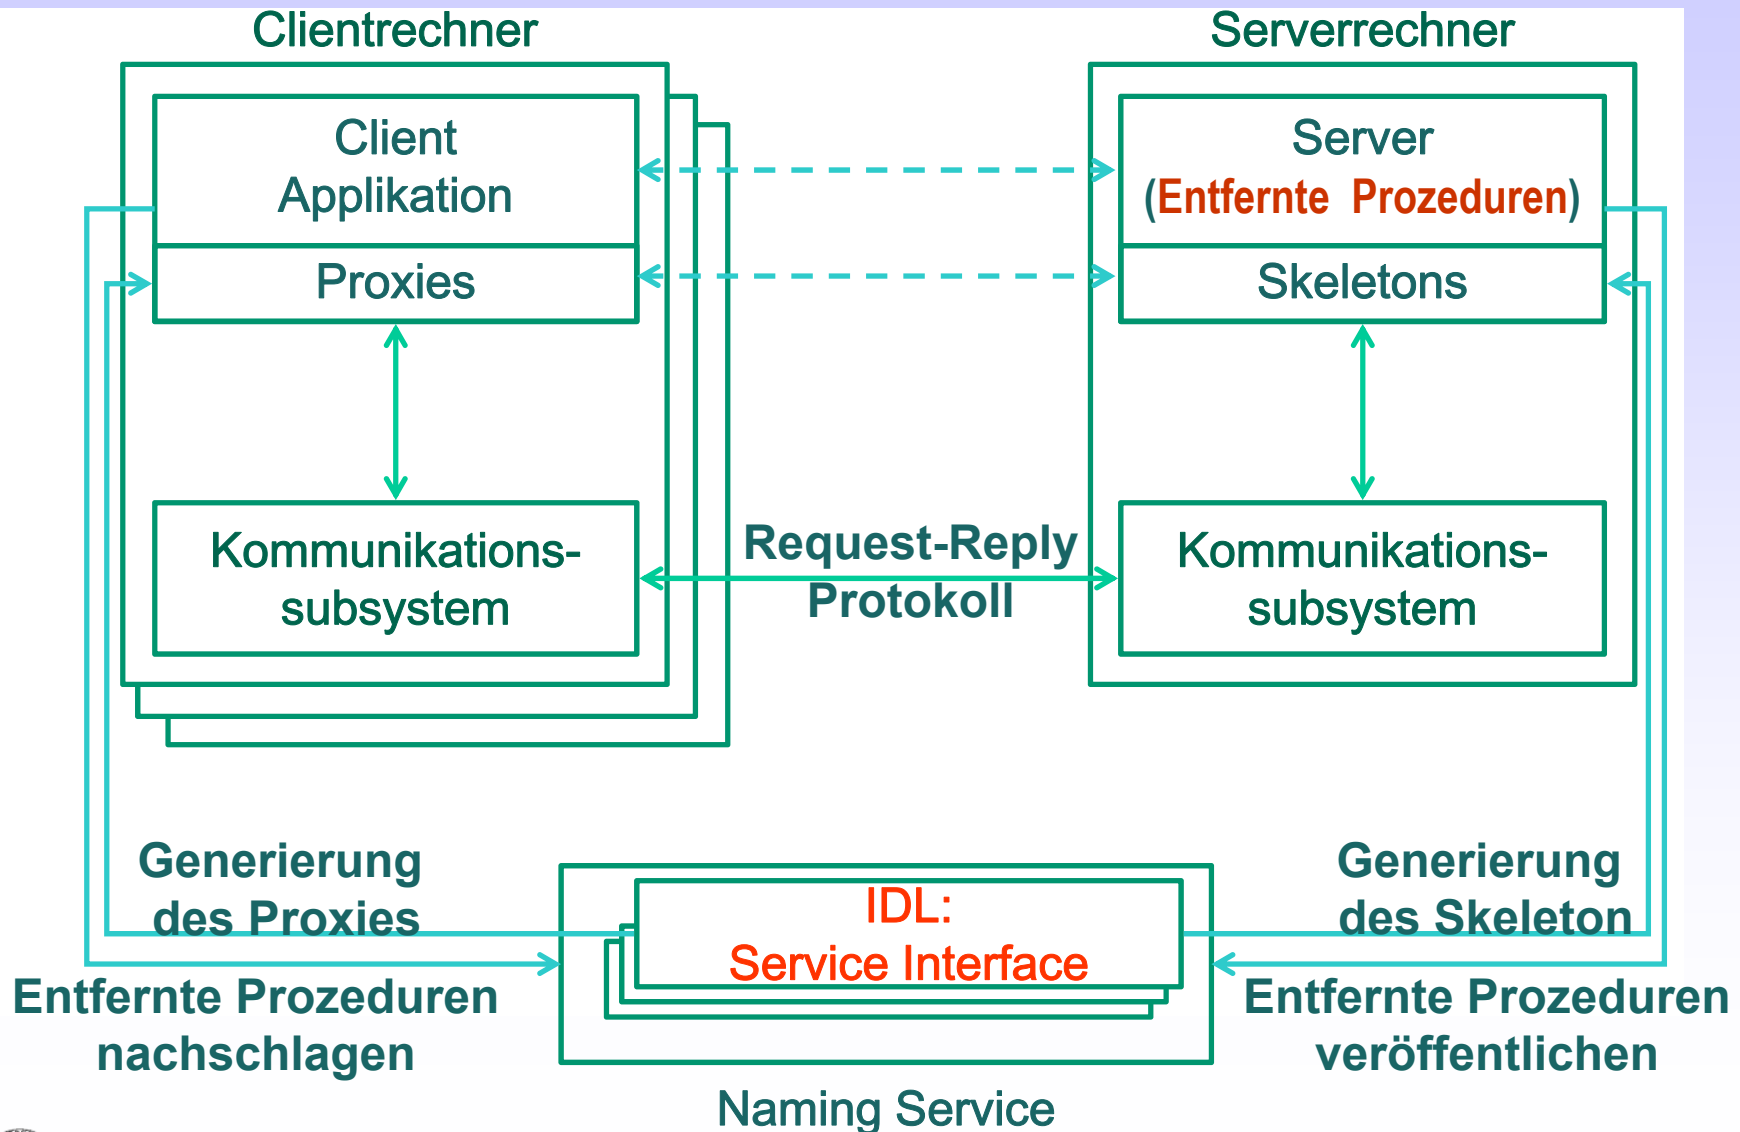 Clientrechner
Serverrechner
Client
Applikation
Proxies
Server
(Entfernte Prozeduren)
Skeletons
Kommunikations-
subsystem
Request-Reply
Protokoll
Kommunikations-
subsystem
Generierung
des Proxies
IDL:
Service Interface
Generierung
des Skeleton
Entfernte Prozeduren
nachschlagen
Entfernte Prozeduren
veröffentlichen
Naming Service